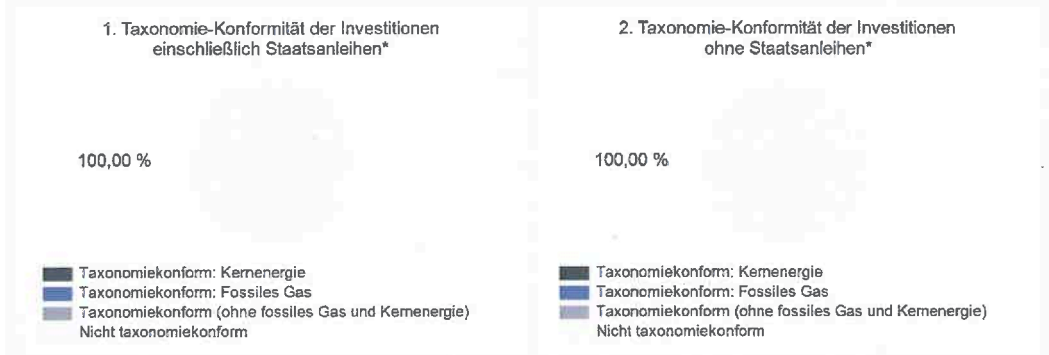 1. Taxonomie-Konformität der Investitionen
einschließlich Staatsanleihen*
100,00 %
Taxonomiekonform: Kernenergie
Taxonomiekonform: Fossiles Gas
Taxonomiekonform (ohne fossiles Gas und Kernenergie)
Nicht taxonomiekonform
2. Taxonomie-Konformität der Investitionen
ohne Staatsanleihen*
100,00 %
Taxonomiekonform: Kernenergie
Taxonomiekonform: Fossiles Gas
Taxonomiekonform (ohne fossiles Gas und Kernenergie)
Nicht taxonomiekonform